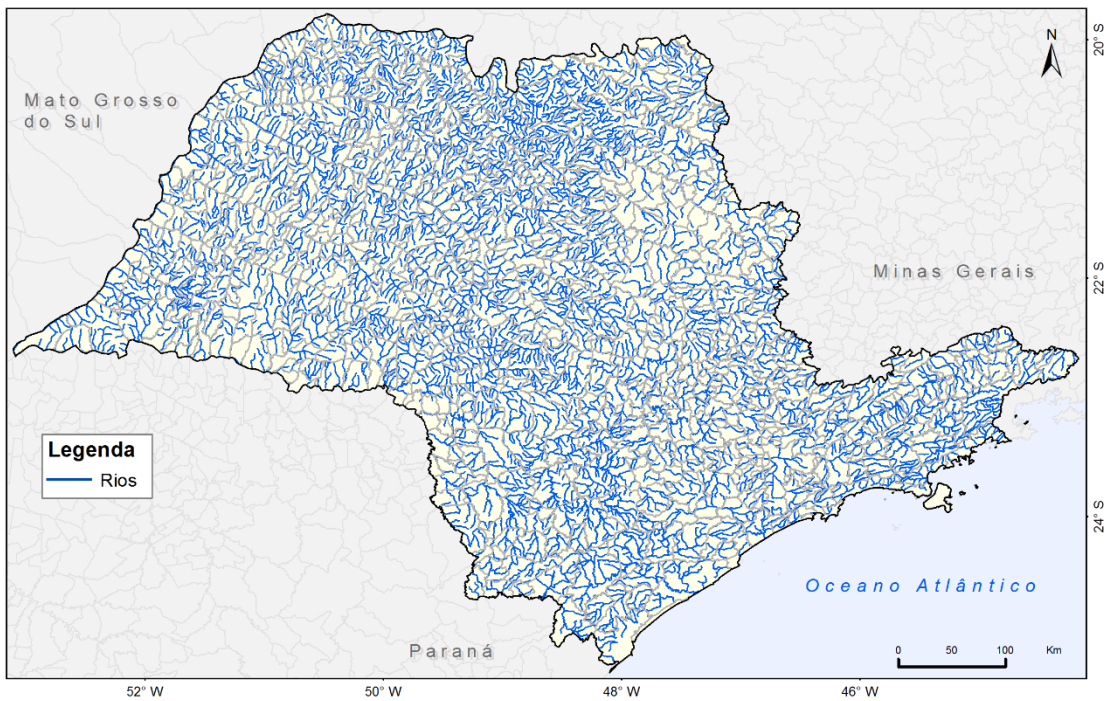 N
20° S
Mato Grosso
do Sul
Minas Gerais
22° S
Legenda
Rios
24° S
Oceano Atlântico
Paraná
0 50 100 Km
52° W 50° W 48° W 46° W